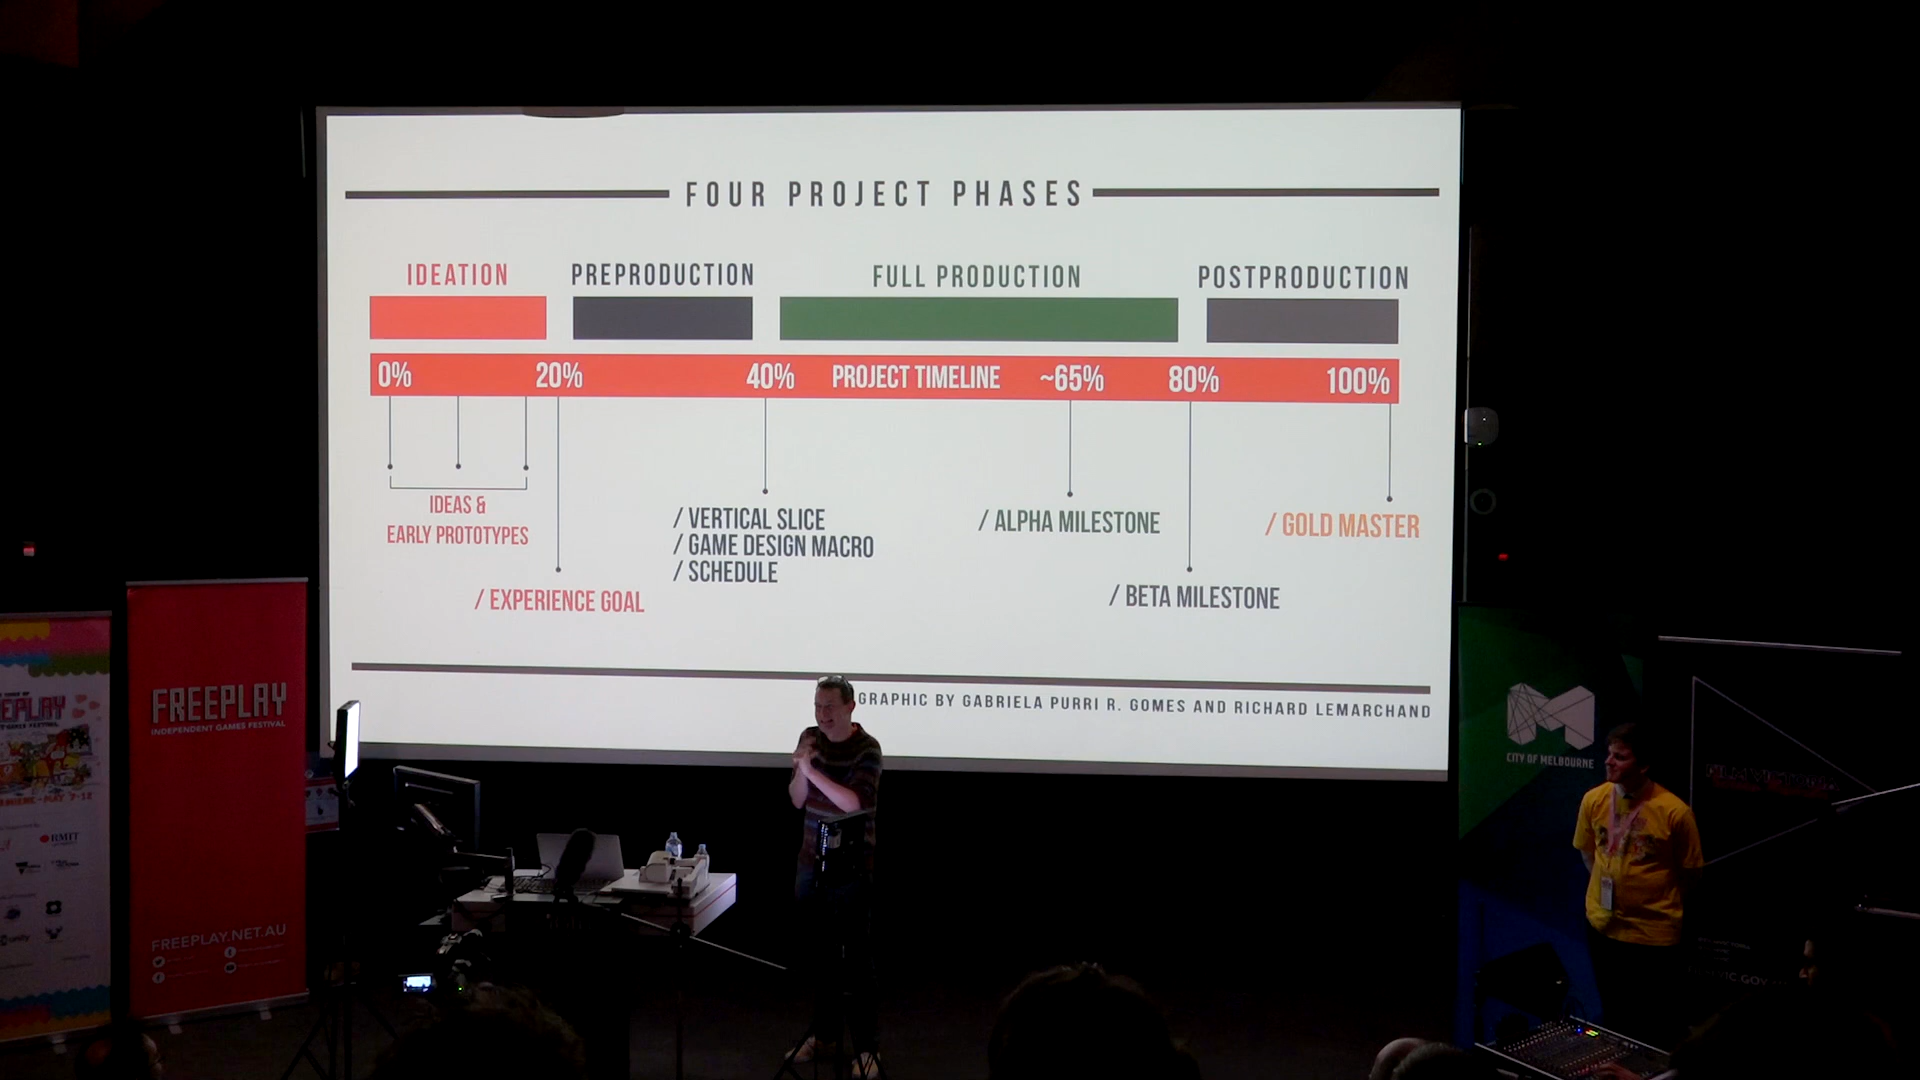 FOUR PROJECT PHASES
IDEATION
PREPRODUCTION
FULL PRODUCTION
POSTPRODUCTION
0% 20% 40% PROJECT TIMELINE ~65% 80% 100%
IDEAS &
EARLY PROTOTYPES
/ EXPERIENCE GOAL
/ VERTICAL SLICE
/ GAME DESIGN MACRO
/ SCHEDULE
/ ALPHA MILESTONE
/ BETA MILESTONE
/ GOLD MASTER
GRAPHIC BY GABRIELA PURRI R. GOMES AND RICHARD LEMARCHAND
FREEPLAY
INDEPENDENT GAMES FESTIVAL
FREEPLAY.NET.AU
RMIT
unity
CITY OF MELBOURNE